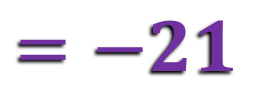 = −21